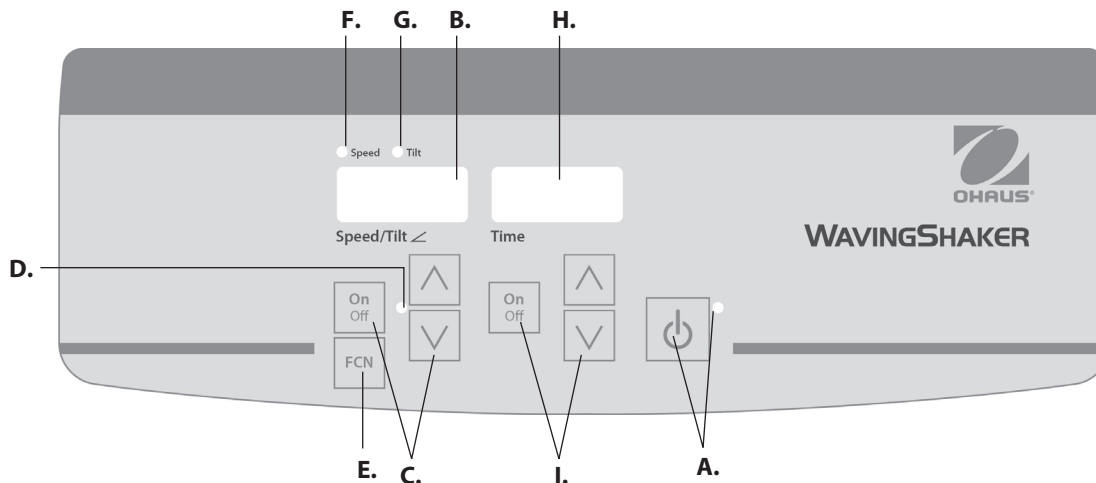 F. G. B. H.
Speed Tilt
OHAUS®
Speed/Tilt Time
WAVINGSHAKER
D.
On
Off
On
Off
FCN
E. C. I. A.